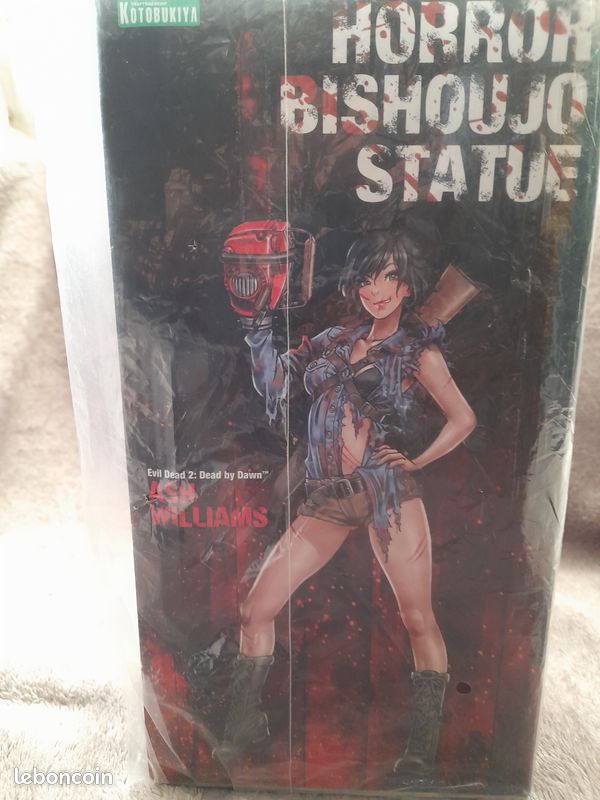 KOTOBUKIYA
HORROR
BISHOUJO
STATUE
Evil Dead 2: Dead by Dawn™
ASH
WILLIAMS
leboncoin